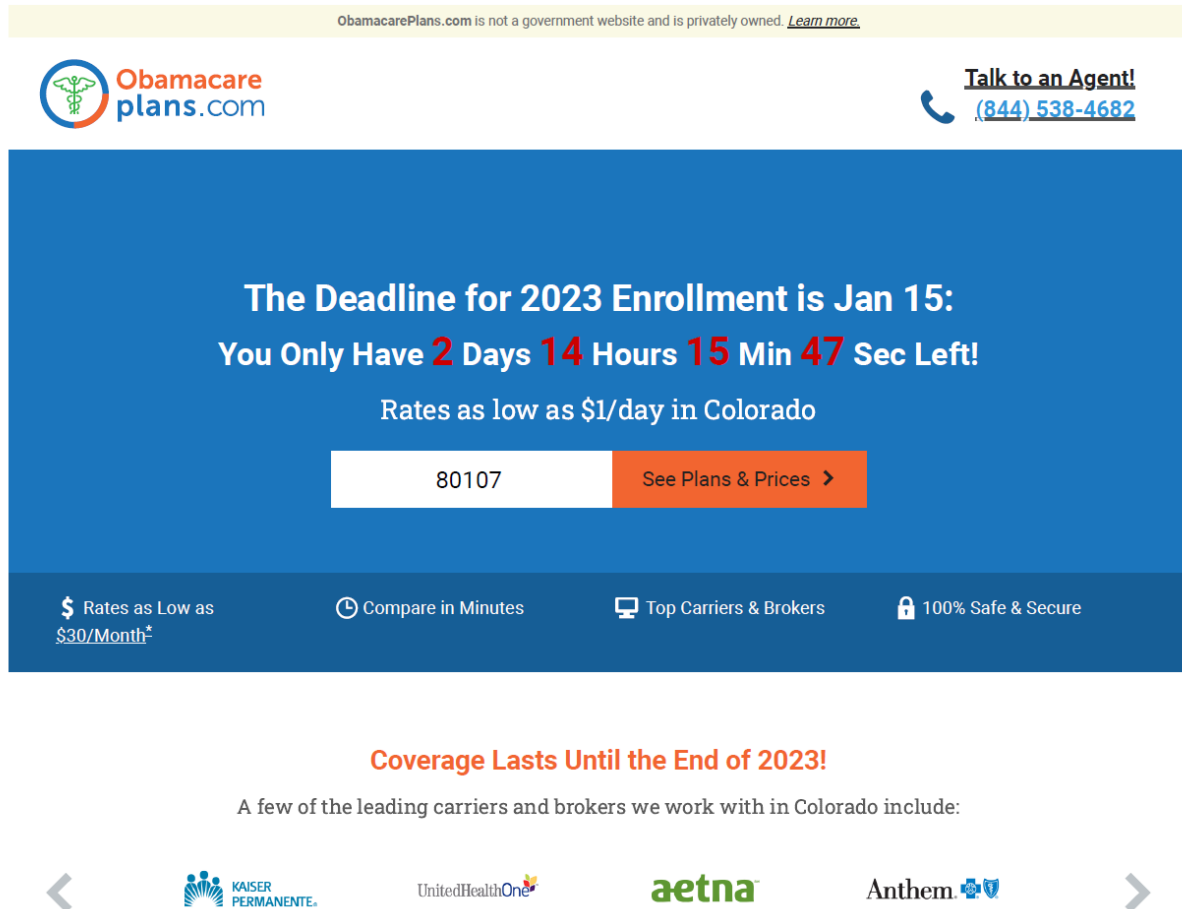 ObamacarePlans.com is not a government website and is privately owned. Learn more.
Obamacare
plans.com
Talk to an Agent!
(844) 538-4682
The Deadline for 2023 Enrollment is Jan 15:
You Only Have 2 Days 14 Hours 15 Min 47 Sec Left!
Rates as low as $1/day in Colorado
80107
See Plans & Prices
Rates as Low as
$30/Month*
Compare in Minutes
Top Carriers & Brokers
100% Safe & Secure
Coverage Lasts Until the End of 2023!
A few of the leading carriers and brokers we work with in Colorado include:
KAISER
PERMANENTE®
UnitedHealthOne
aetna™
Anthem.